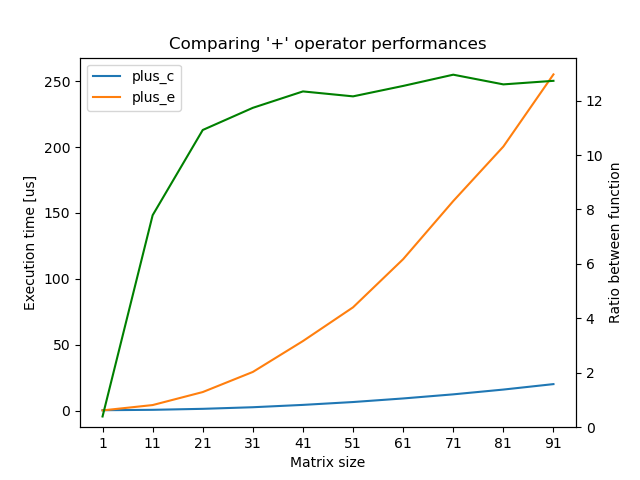 Comparing '+' operator performances
plus_c
plus_e
Execution time [us]
250
200
150
100
50
0
12
10
8
6
4
2
0
Ratio between function
1 11 21 31 41 51 61 71 81 91
Matrix size